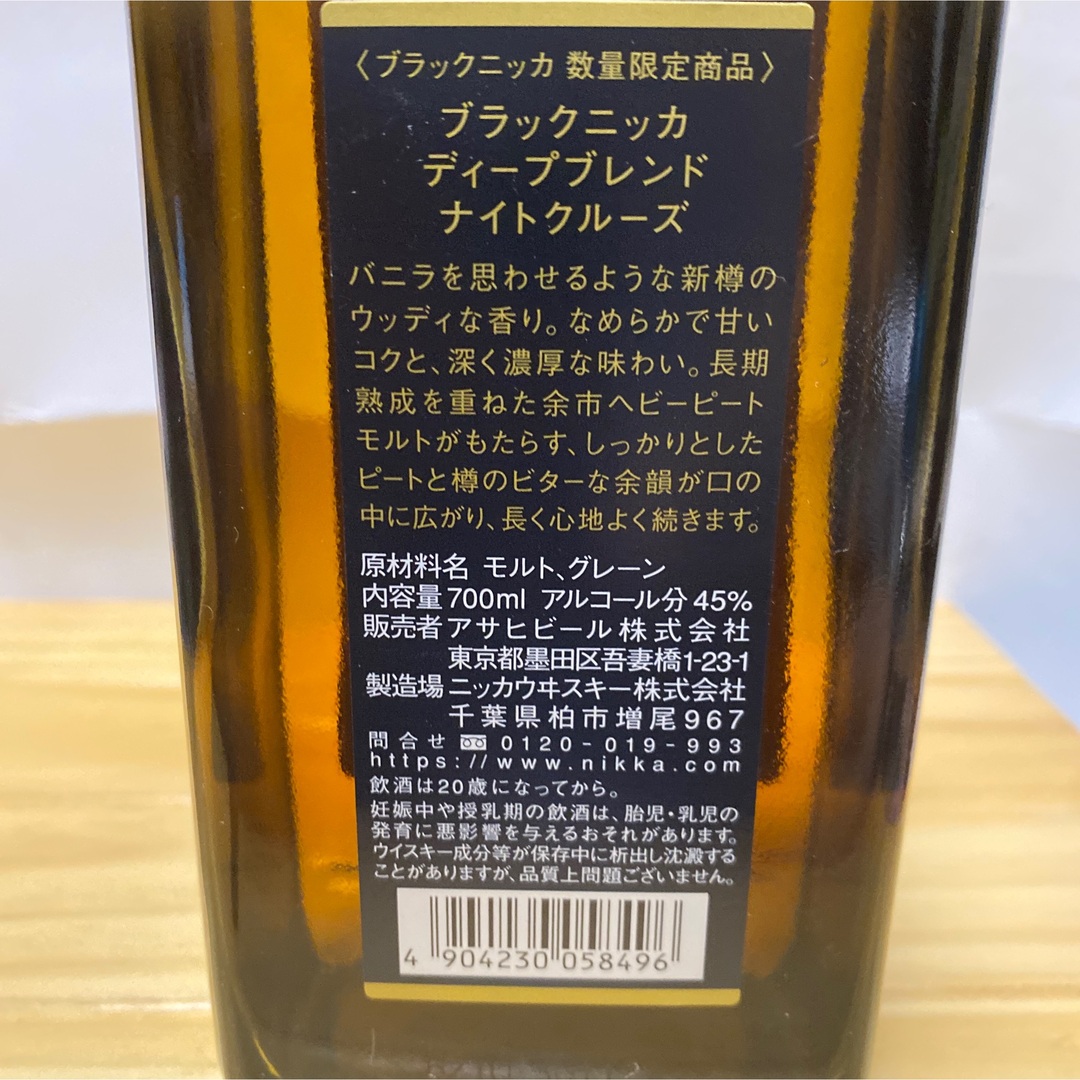 〈ブラックニッカ 数量限定商品〉
ブラックニッカ
ディープブレンド
ナイトクルーズ
バニラを思わせるような新樽の
ウッディな香り。なめらかで甘い
コクと、深く濃厚な味わい。長期
熟成を重ねた余市ヘビーピート
モルトがもたらす、しっかりとした
ピートと樽のビターな余韻が口の
中に広がり、長く心地よく続きます。
原材料名 モルト、グレーン
内容量 700ml アルコール分 45%
販売者 アサヒビール株式会社
東京都墨田区吾妻橋1-23-1
製造場 ニッカウヰスキー株式会社
千葉県柏市増尾967
問合せ 0120-019-993
https://www.nikka.com
飲酒は20歳になってから。
妊娠中や授乳期の飲酒は、胎児・乳児の
発育に悪影響を与えるおそれがあります。
ウイスキー成分等が保存中に析出し沈澱する
ことがありますが、品質上問題ございません。
4 904230 058496